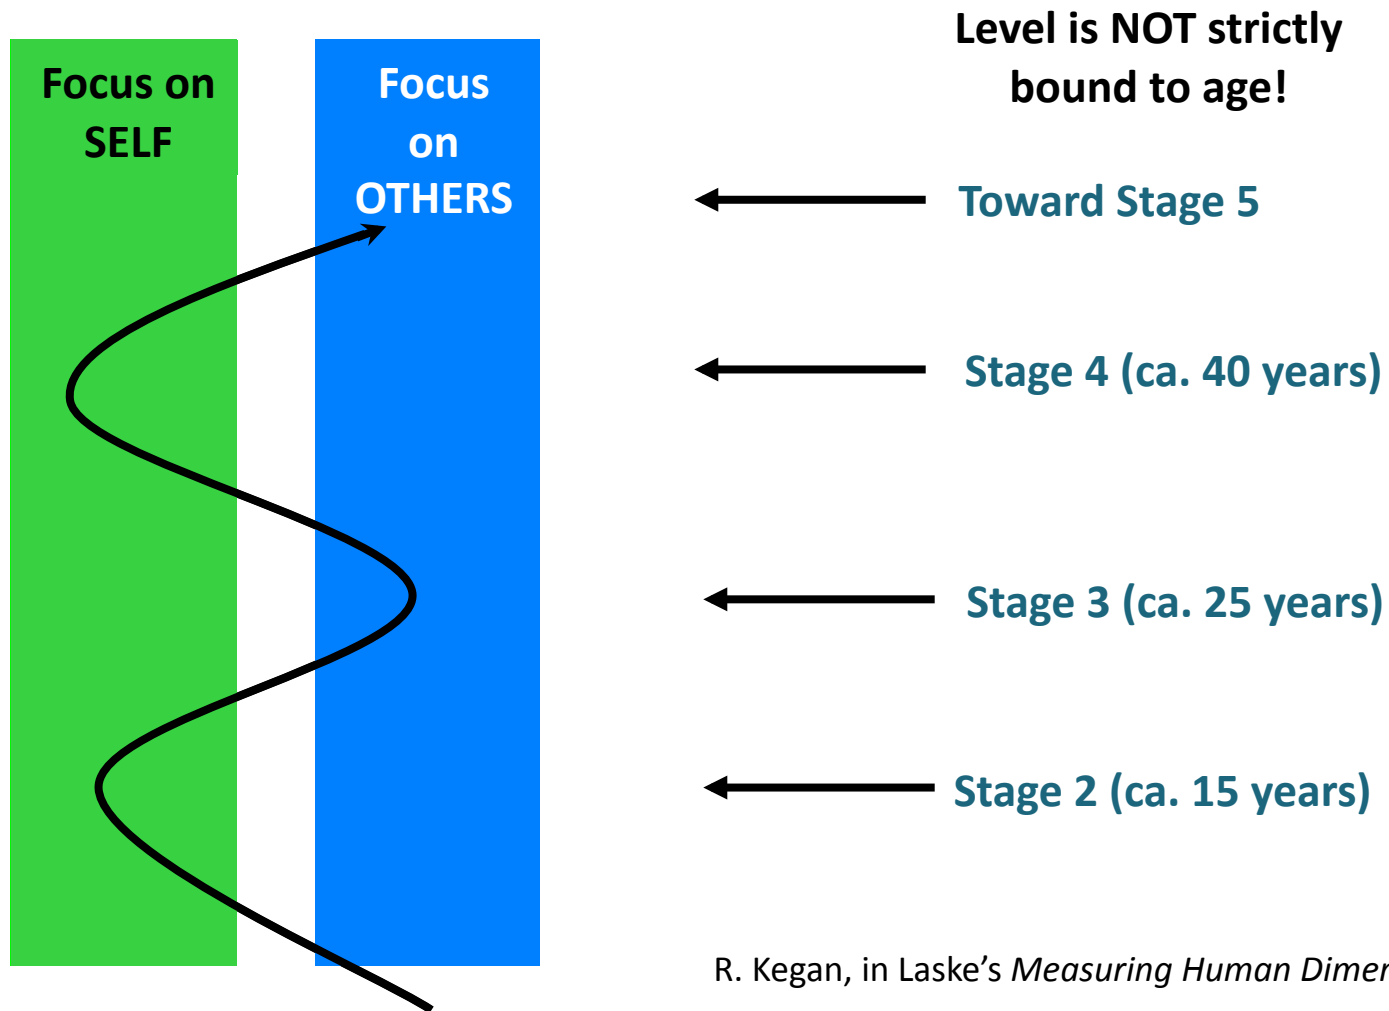 Focus on
SELF
Focus
on
OTHERS
Level is NOT strictly
bound to age!
Toward Stage 5
Stage 4 (ca. 40 years)
Stage 3 (ca. 25 years)
Stage 2 (ca. 15 years)
R. Kegan, in Laske’s Measuring Human